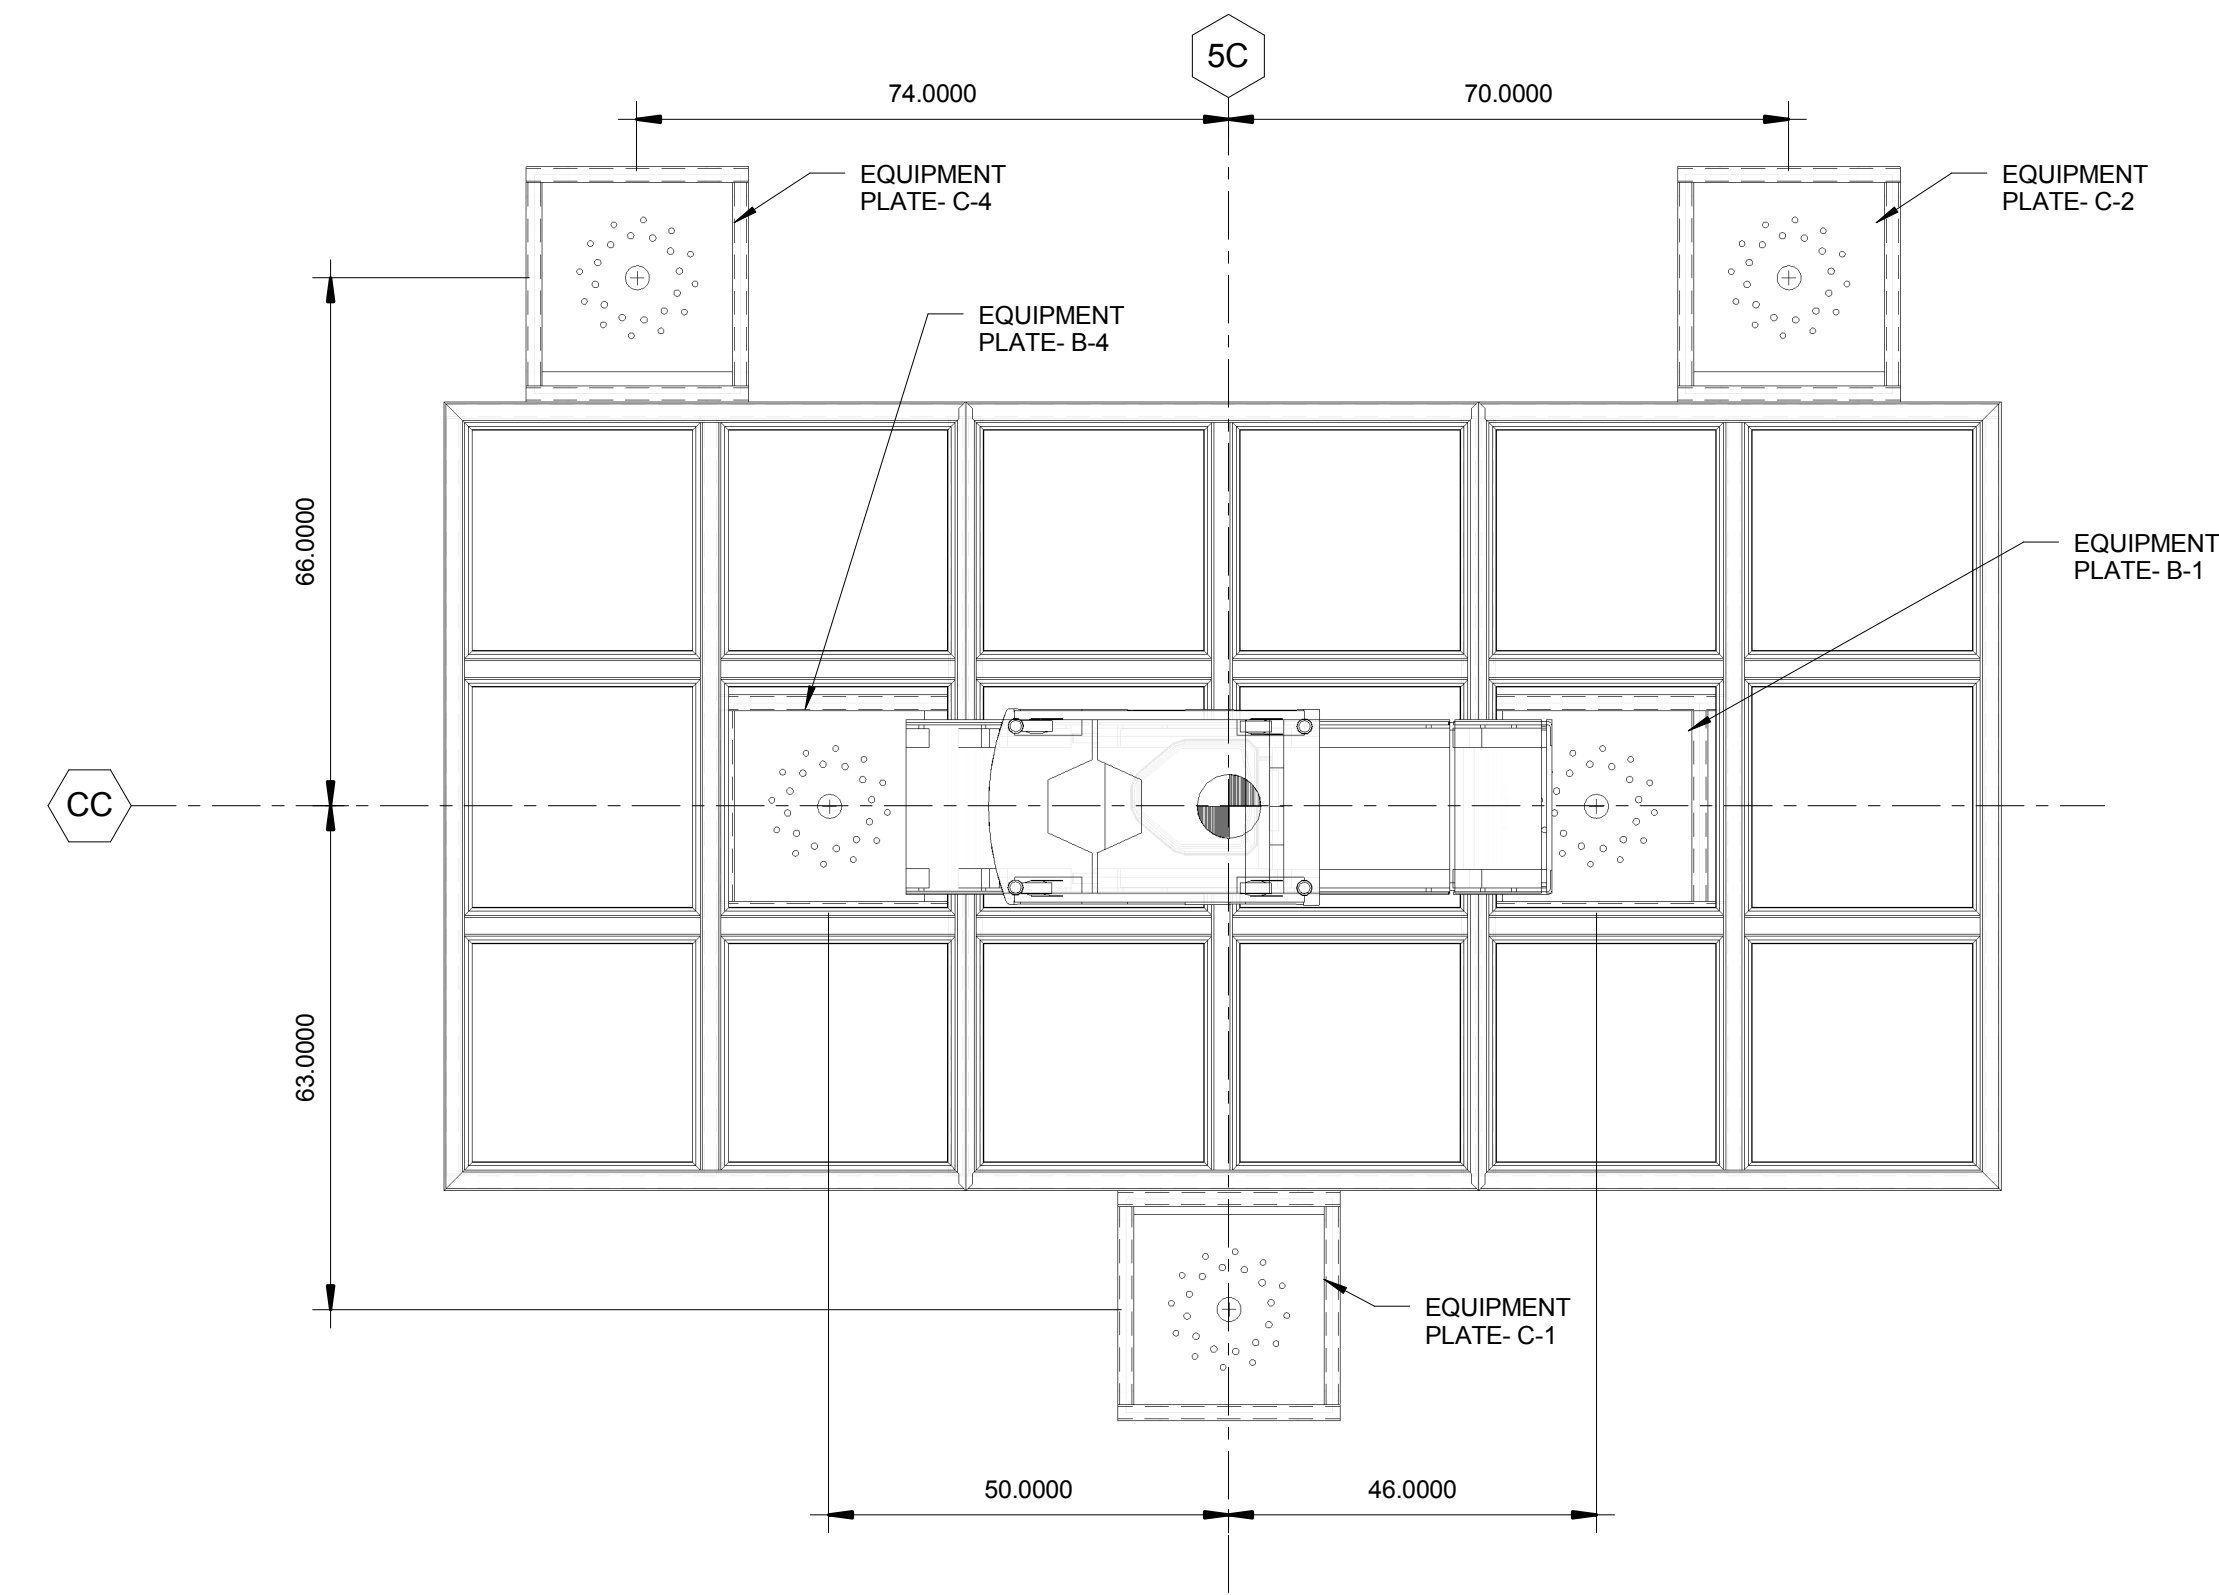 5C
74.0000
70.0000
EQUIPMENT
PLATE- C-4
EQUIPMENT
PLATE- C-2
EQUIPMENT
PLATE- B-4
66.0000
EQUIPMENT
PLATE- B-1
CC
63.0000
EQUIPMENT
PLATE- C-1
50.0000
46.0000